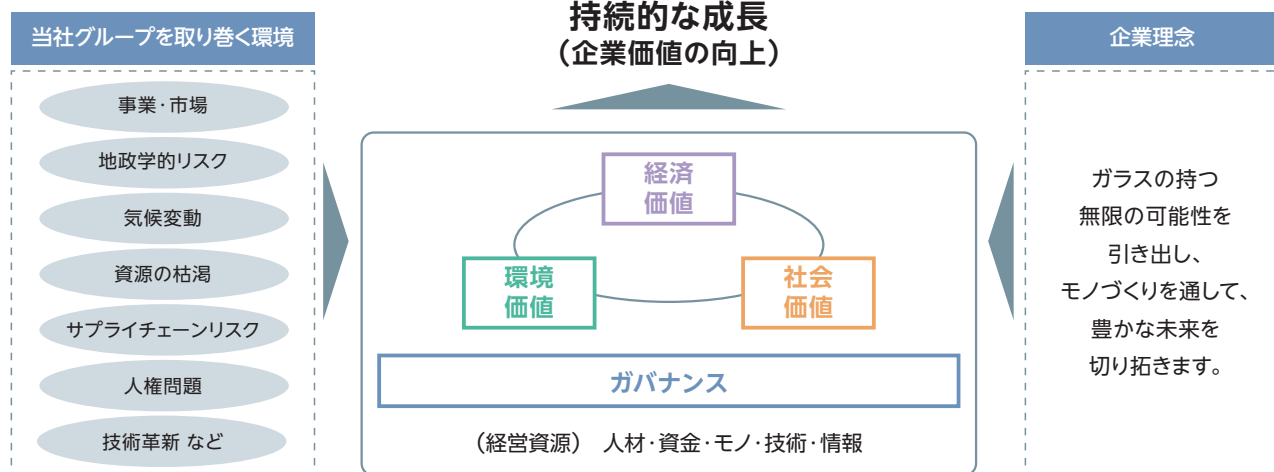 当社グループを取り巻く環境
事業・市場
地政学的リスク
気候変動
資源の枯渇
サプライチェーンリスク
人権問題
技術革新 など
持続的な成長
（企業価値の向上）
経済
価値
環境
価値
社会
価値
ガバナンス
（経営資源） 人材・資金・モノ・技術・情報
企業理念
ガラスの持つ
無限の可能性を
引き出し、
モノづくりを通して、
豊かな未来を
切り拓きます。